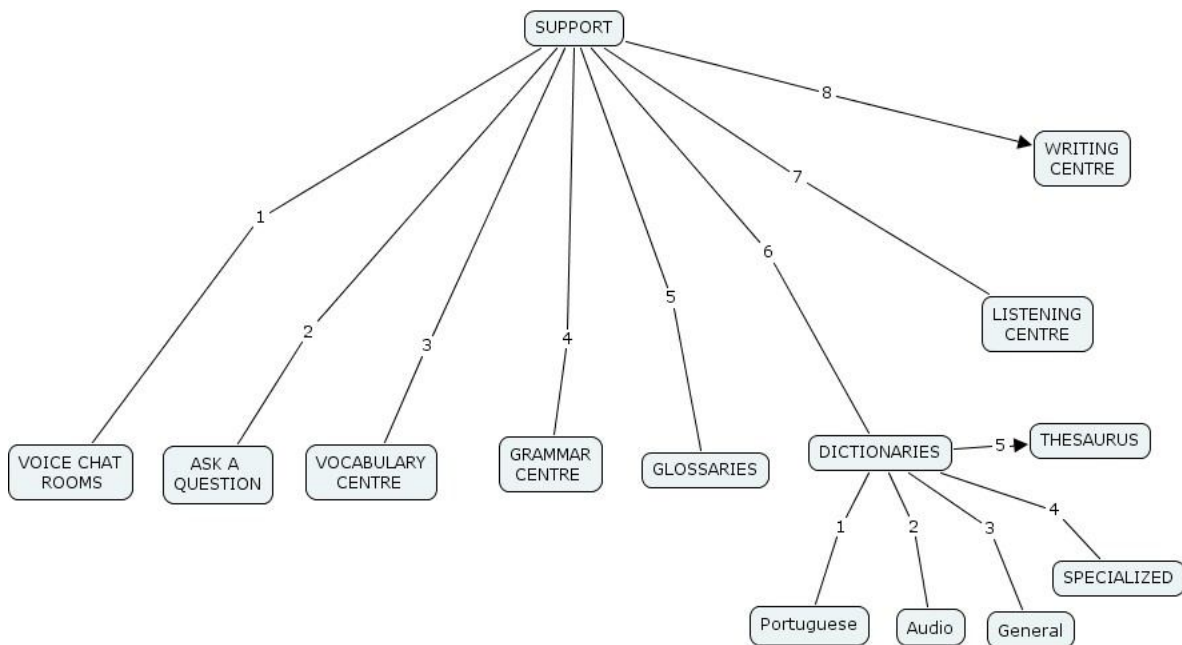 SUPPORT
8
WRITING
CENTRE
7
1
6
5
LISTENING
CENTRE
2
4
3
VOICE CHAT
ROOMS
ASK A
QUESTION
VOCABULARY
CENTRE
GRAMMAR
CENTRE
GLOSSARIES
DICTIONARIES
5
THESAURUS
1
2
3
4
SPECIALIZED
Portuguese
Audio
General